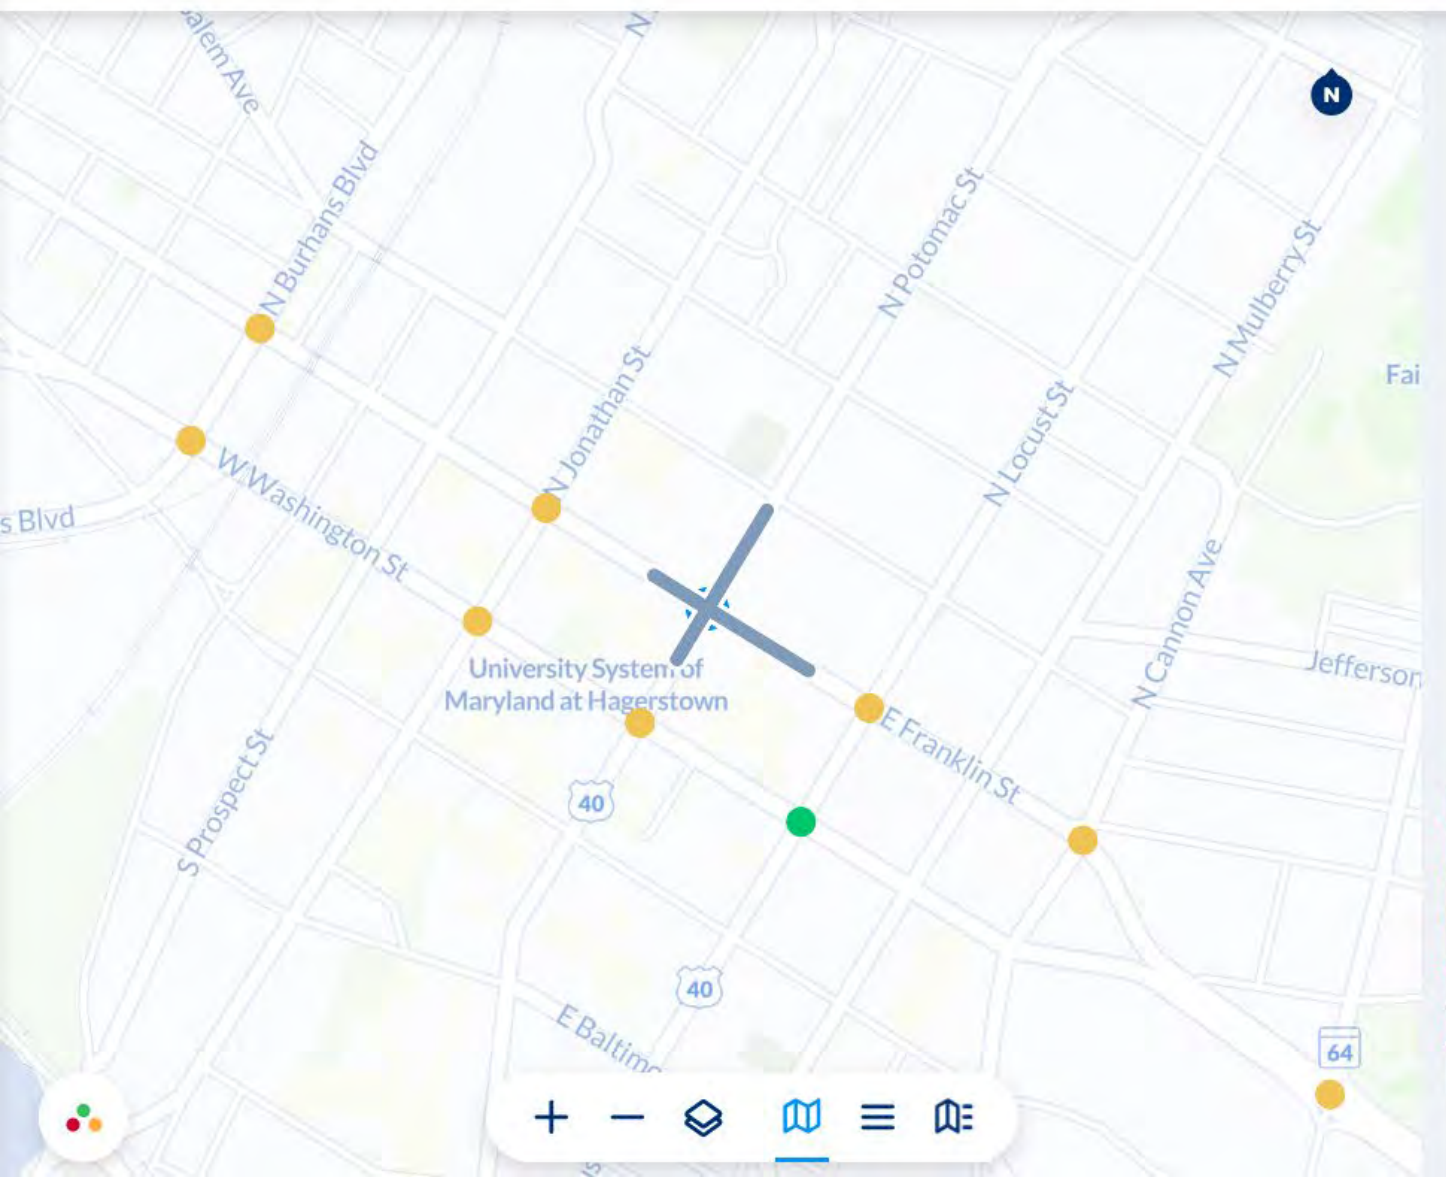 N
alem Ave
N
N Burhans Blvd
N Potomac St
N Mulberry St
N Jonathan St
Fai
N Locust St
W Washington St
s Blvd
N Cannon Ave
University System of
Maryland at Hagerstown
Jefferson
E Franklin St
S Prospect St
40
40
E Baltimo
64